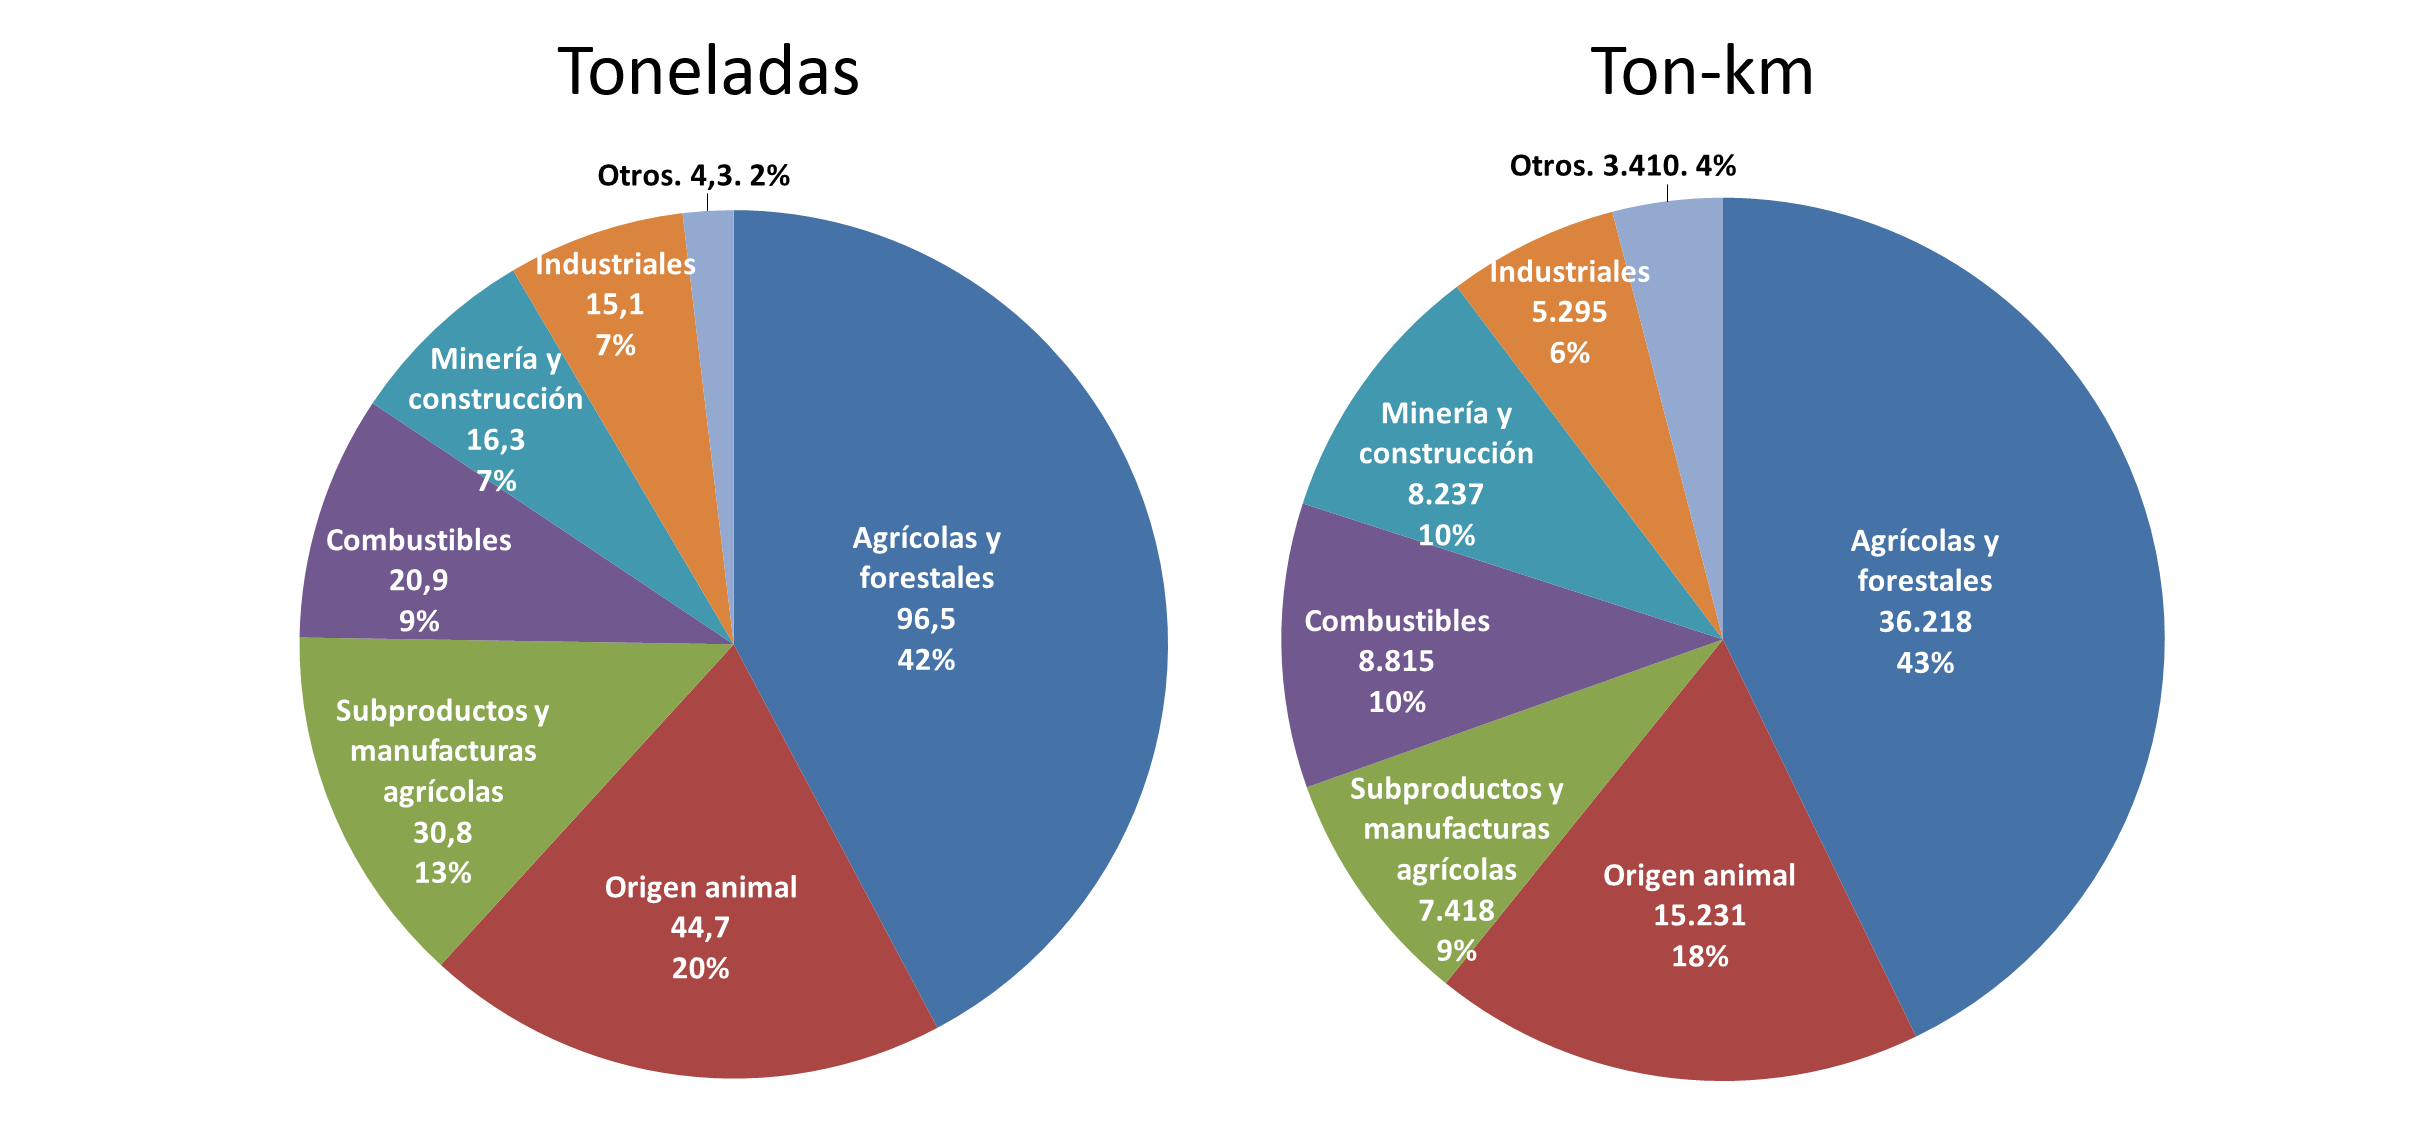 Toneladas
Otros. 4,3. 2%
Industriales
15,1
7%
Minería y
construcción
16,3
7%
Combustibles
20,9
9%
Subproductos y
manufacturas
agrícolas
30,8
13%
Origen animal
44,7
20%
Agrícolas y
forestales
96,5
42%
Ton-km
Otros. 3.410. 4%
Industriales
5.295
6%
Minería y
construcción
8.237
10%
Combustibles
8.815
10%
Subproductos y
manufacturas
agrícolas
7.418
9%
Origen animal
15.231
18%
Agrícolas y
forestales
36.218
43%